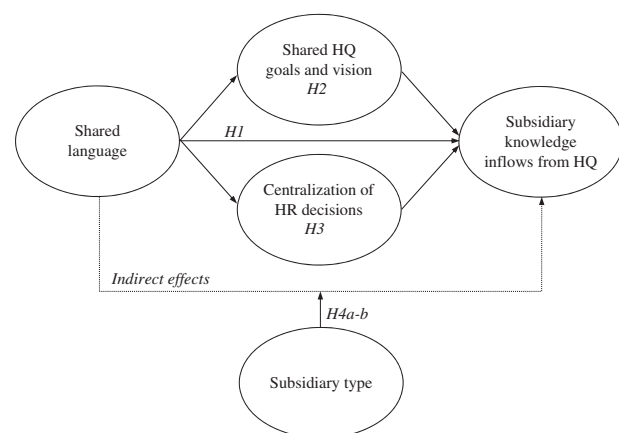 Shared HQ
goals and vision
H2
Shared
language
H1
Subsidiary
knowledge
inflows from HQ
Centralization of
HR decisions
H3
Indirect effects
H4a-b
Subsidiary type